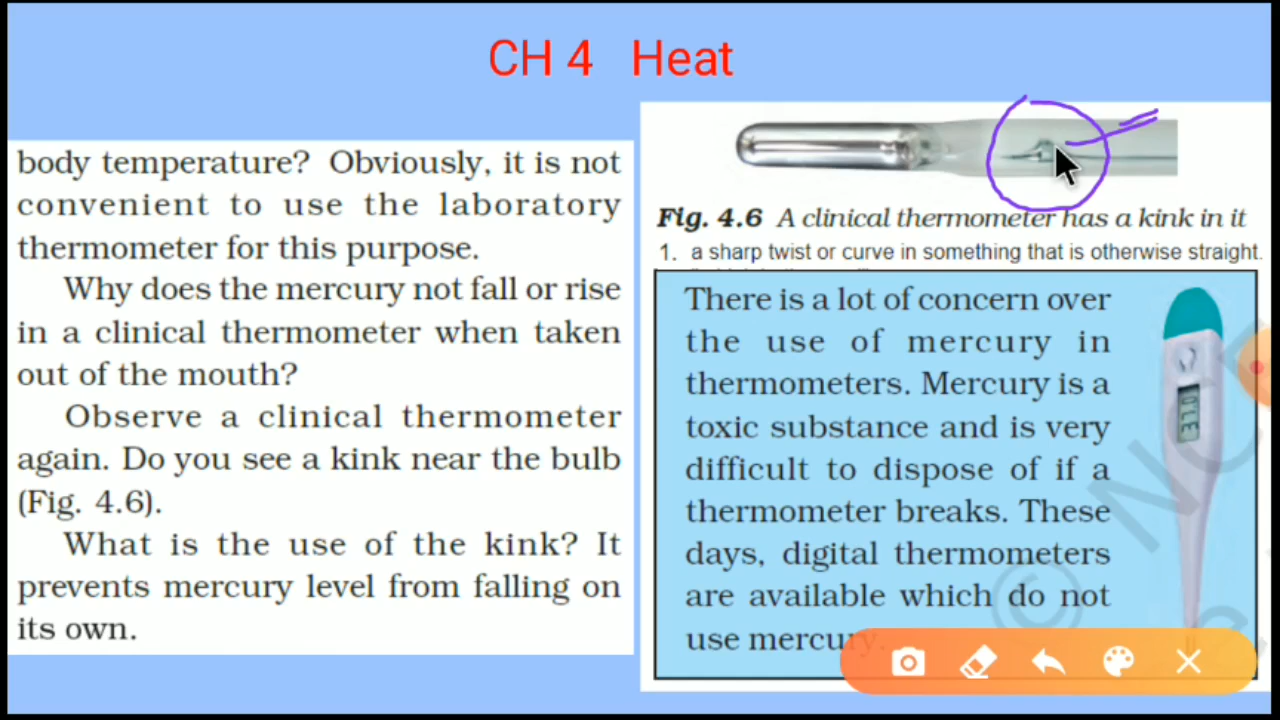 CH 4 Heat
body temperature? Obviously, it is not
convenient to use the laboratory
thermometer for this purpose.
Why does the mercury not fall or rise
in a clinical thermometer when taken
out of the mouth?
Observe a clinical thermometer
again. Do you see a kink near the bulb
(Fig. 4.6).
What is the use of the kink? It
prevents mercury level from falling on
its own.
Fig. 4.6 A clinical thermometer has a kink in it
1. a sharp twist or curve in something that is otherwise straight.
There is a lot of concern over
the use of mercury in
thermometers. Mercury is a
toxic substance and is very
difficult to dispose of if a
thermometer breaks. These
days, digital thermometers
are available which do not
use mercury.